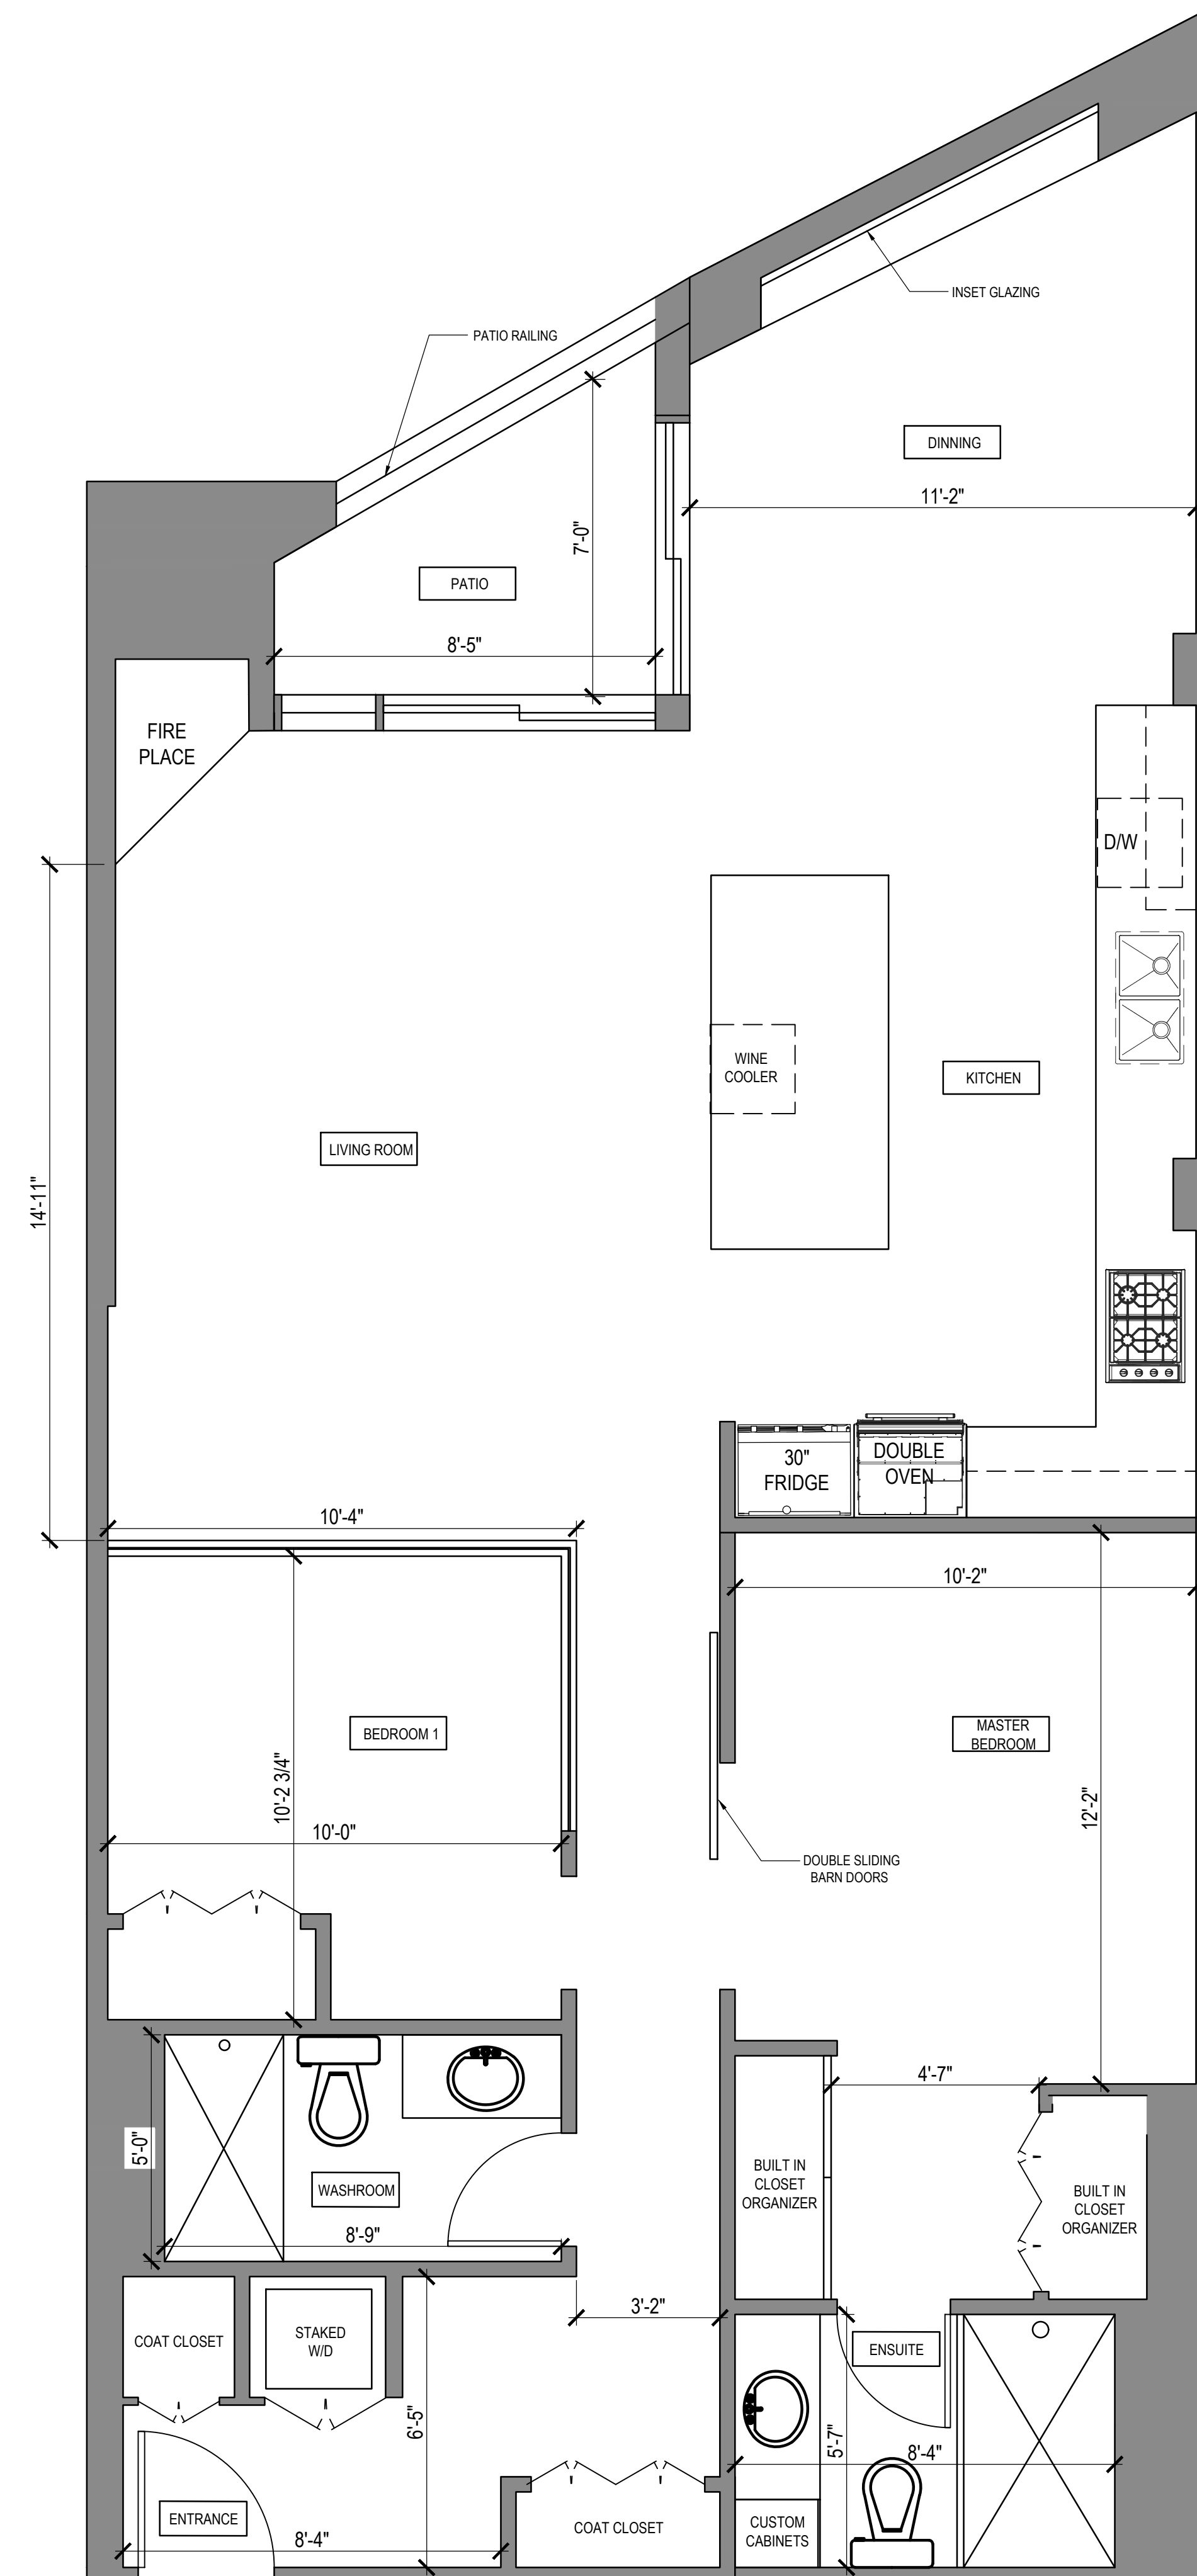 INSET GLAZING
PATIO RAILING
DINNING
11'-2"
7'-0"
PATIO
8'-5"
FIRE
PLACE
D/W
WINE
COOLER
KITCHEN
LIVING ROOM
14'-11"
30"
FRIDGE
DOUBLE
OVEN
10'-4"
10'-2"
BEDROOM 1
MASTER
BEDROOM
10'-2 3/4"
12'-2"
10'-0"
DOUBLE SLIDING
BARN DOORS
4'-7"
5'-0"
WASHROOM
BUILT IN
CLOSET
ORGANIZER
BUILT IN
CLOSET
ORGANIZER
8'-9"
3'-2"
COAT CLOSET
STAKED
W/D
ENSUITE
6'-5"
5'-7"
8'-4"
ENTRANCE
8'-4"
COAT CLOSET
CUSTOM
CABINETS